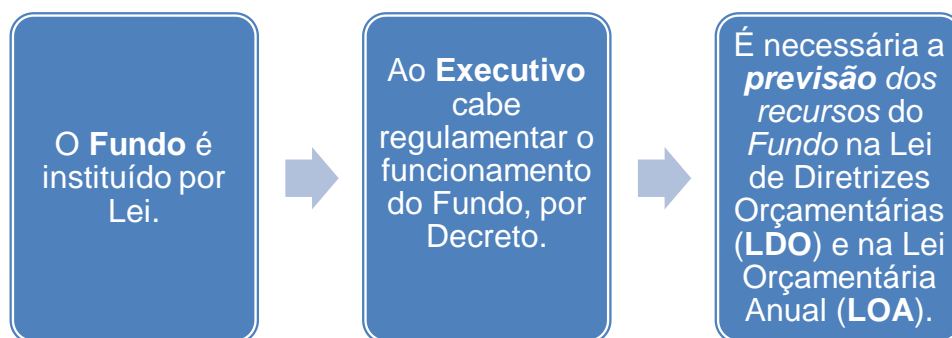 O Fundo é
instituído por
Lei.
Ao Executivo
cabe
regulamentar o
funcionamento
do Fundo, por
Decreto.
É necessária a
previsão dos
recursos do
Fundo na Lei
de Diretrizes
Orçamentárias
(LDO) e na Lei
Orçamentária
Anual (LOA).